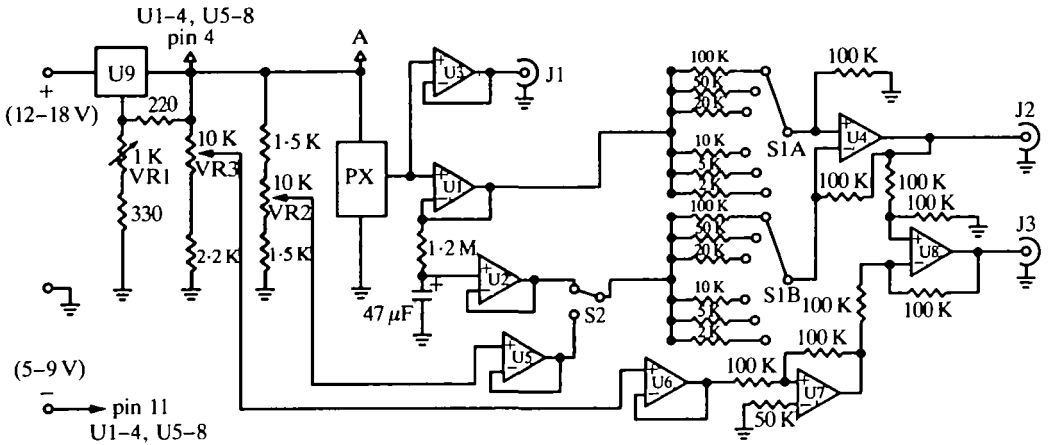 U1-4, U5-8
pin 4
A
U9
+
(12-18 V)
220
1 K
VR1
330
10 K
VR3
2·2 K
1·5 K
10 K
VR2
1·5 K
PX
+
-
U3
J1
+
-
U1
1·2 M
+
47 μF
+
-
U2
S2
+
-
U5
100 K
50 K
20 K
10 K
5 K
2 K
S1A
100 K
50 K
20 K
10 K
5 K
2 K
S1B
100 K
+
-
U4
100 K
J2
100 K
100 K
+
-
U8
J3
100 K
100 K
100 K
100 K
+
-
U6
+
-
U7
50 K
(5-9 V)
-
pin 11
U1-4, U5-8